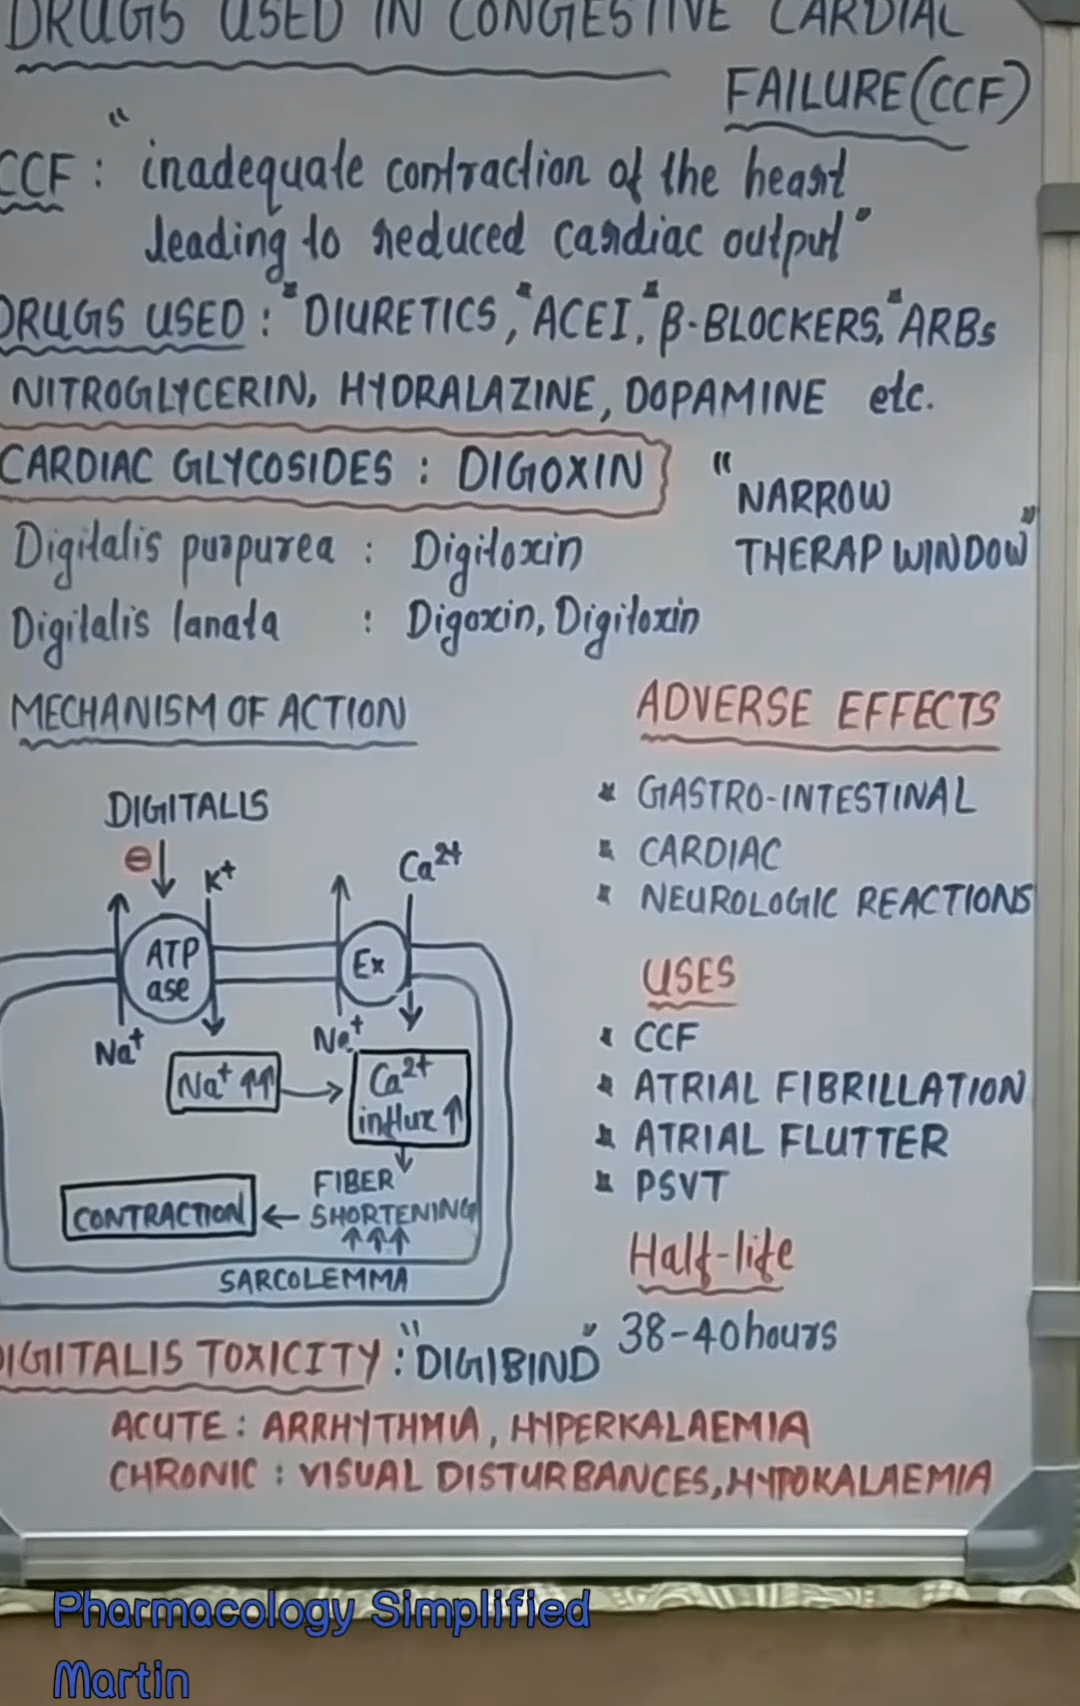 DRUGS USED IN CONGESTIVE CARDIAL
FAILURE (CCF)
CCF : "inadequate contraction of the heart
leading to reduced cardiac output"
DRUGS USED : *DIURETICS, *ACEI, *β-BLOCKERS, *ARBs
NITROGLYCERIN, HYDRALAZINE, DOPAMINE etc.
CARDIAC GLYCOSIDES : DIGOXIN
"NARROW
THERAP WINDOW"
Digitalis purpurea : Digitoxin
Digitalis lanata : Digoxin, Digitoxin
MECHANISM OF ACTION
DIGITALIS
⊖↓
K+
Ca2+
ATP
ase
Ex
Na+
Na+
Na+ ↑↑
Ca2+
influx ↑
FIBER
SHORTENING
↑↑↑
CONTRACTION
SARCOLEMMA
ADVERSE EFFECTS
* GASTRO-INTESTINAL
* CARDIAC
* NEUROLOGIC REACTIONS
USES
* CCF
* ATRIAL FIBRILLATION
* ATRIAL FLUTTER
* PSVT
Half-life
38-40hours
DIGITALIS TOXICITY : "DIGIBIND"
ACUTE : ARRHYTHMIA, HYPERKALAEMIA
CHRONIC : VISUAL DISTURBANCES, HYPOKALAEMIA
Pharmacology Simplified
Martin